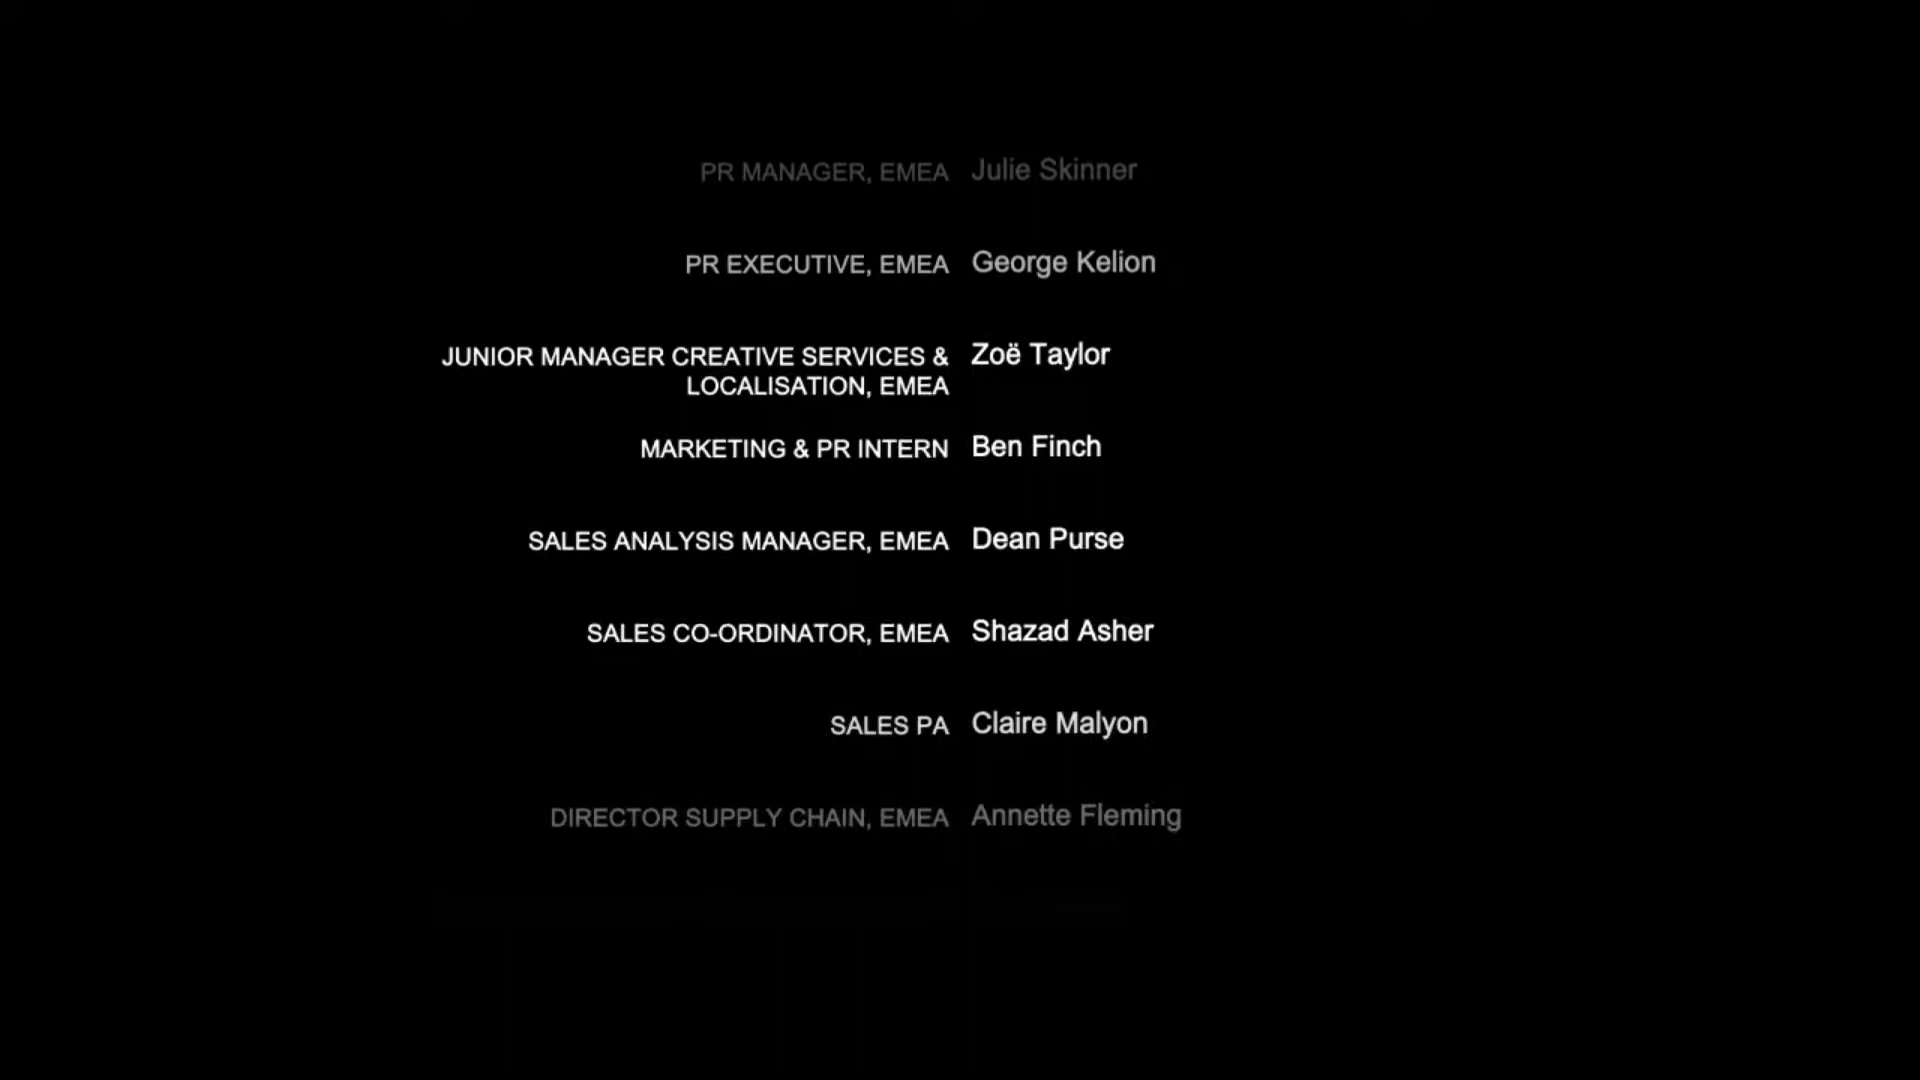 PR MANAGER, EMEA Julie Skinner
PR EXECUTIVE, EMEA George Kelion
JUNIOR MANAGER CREATIVE SERVICES & Zoë Taylor
LOCALISATION, EMEA
MARKETING & PR INTERN Ben Finch
SALES ANALYSIS MANAGER, EMEA Dean Purse
SALES CO-ORDINATOR, EMEA Shazad Asher
SALES PA Claire Malyon
DIRECTOR SUPPLY CHAIN, EMEA Annette Fleming